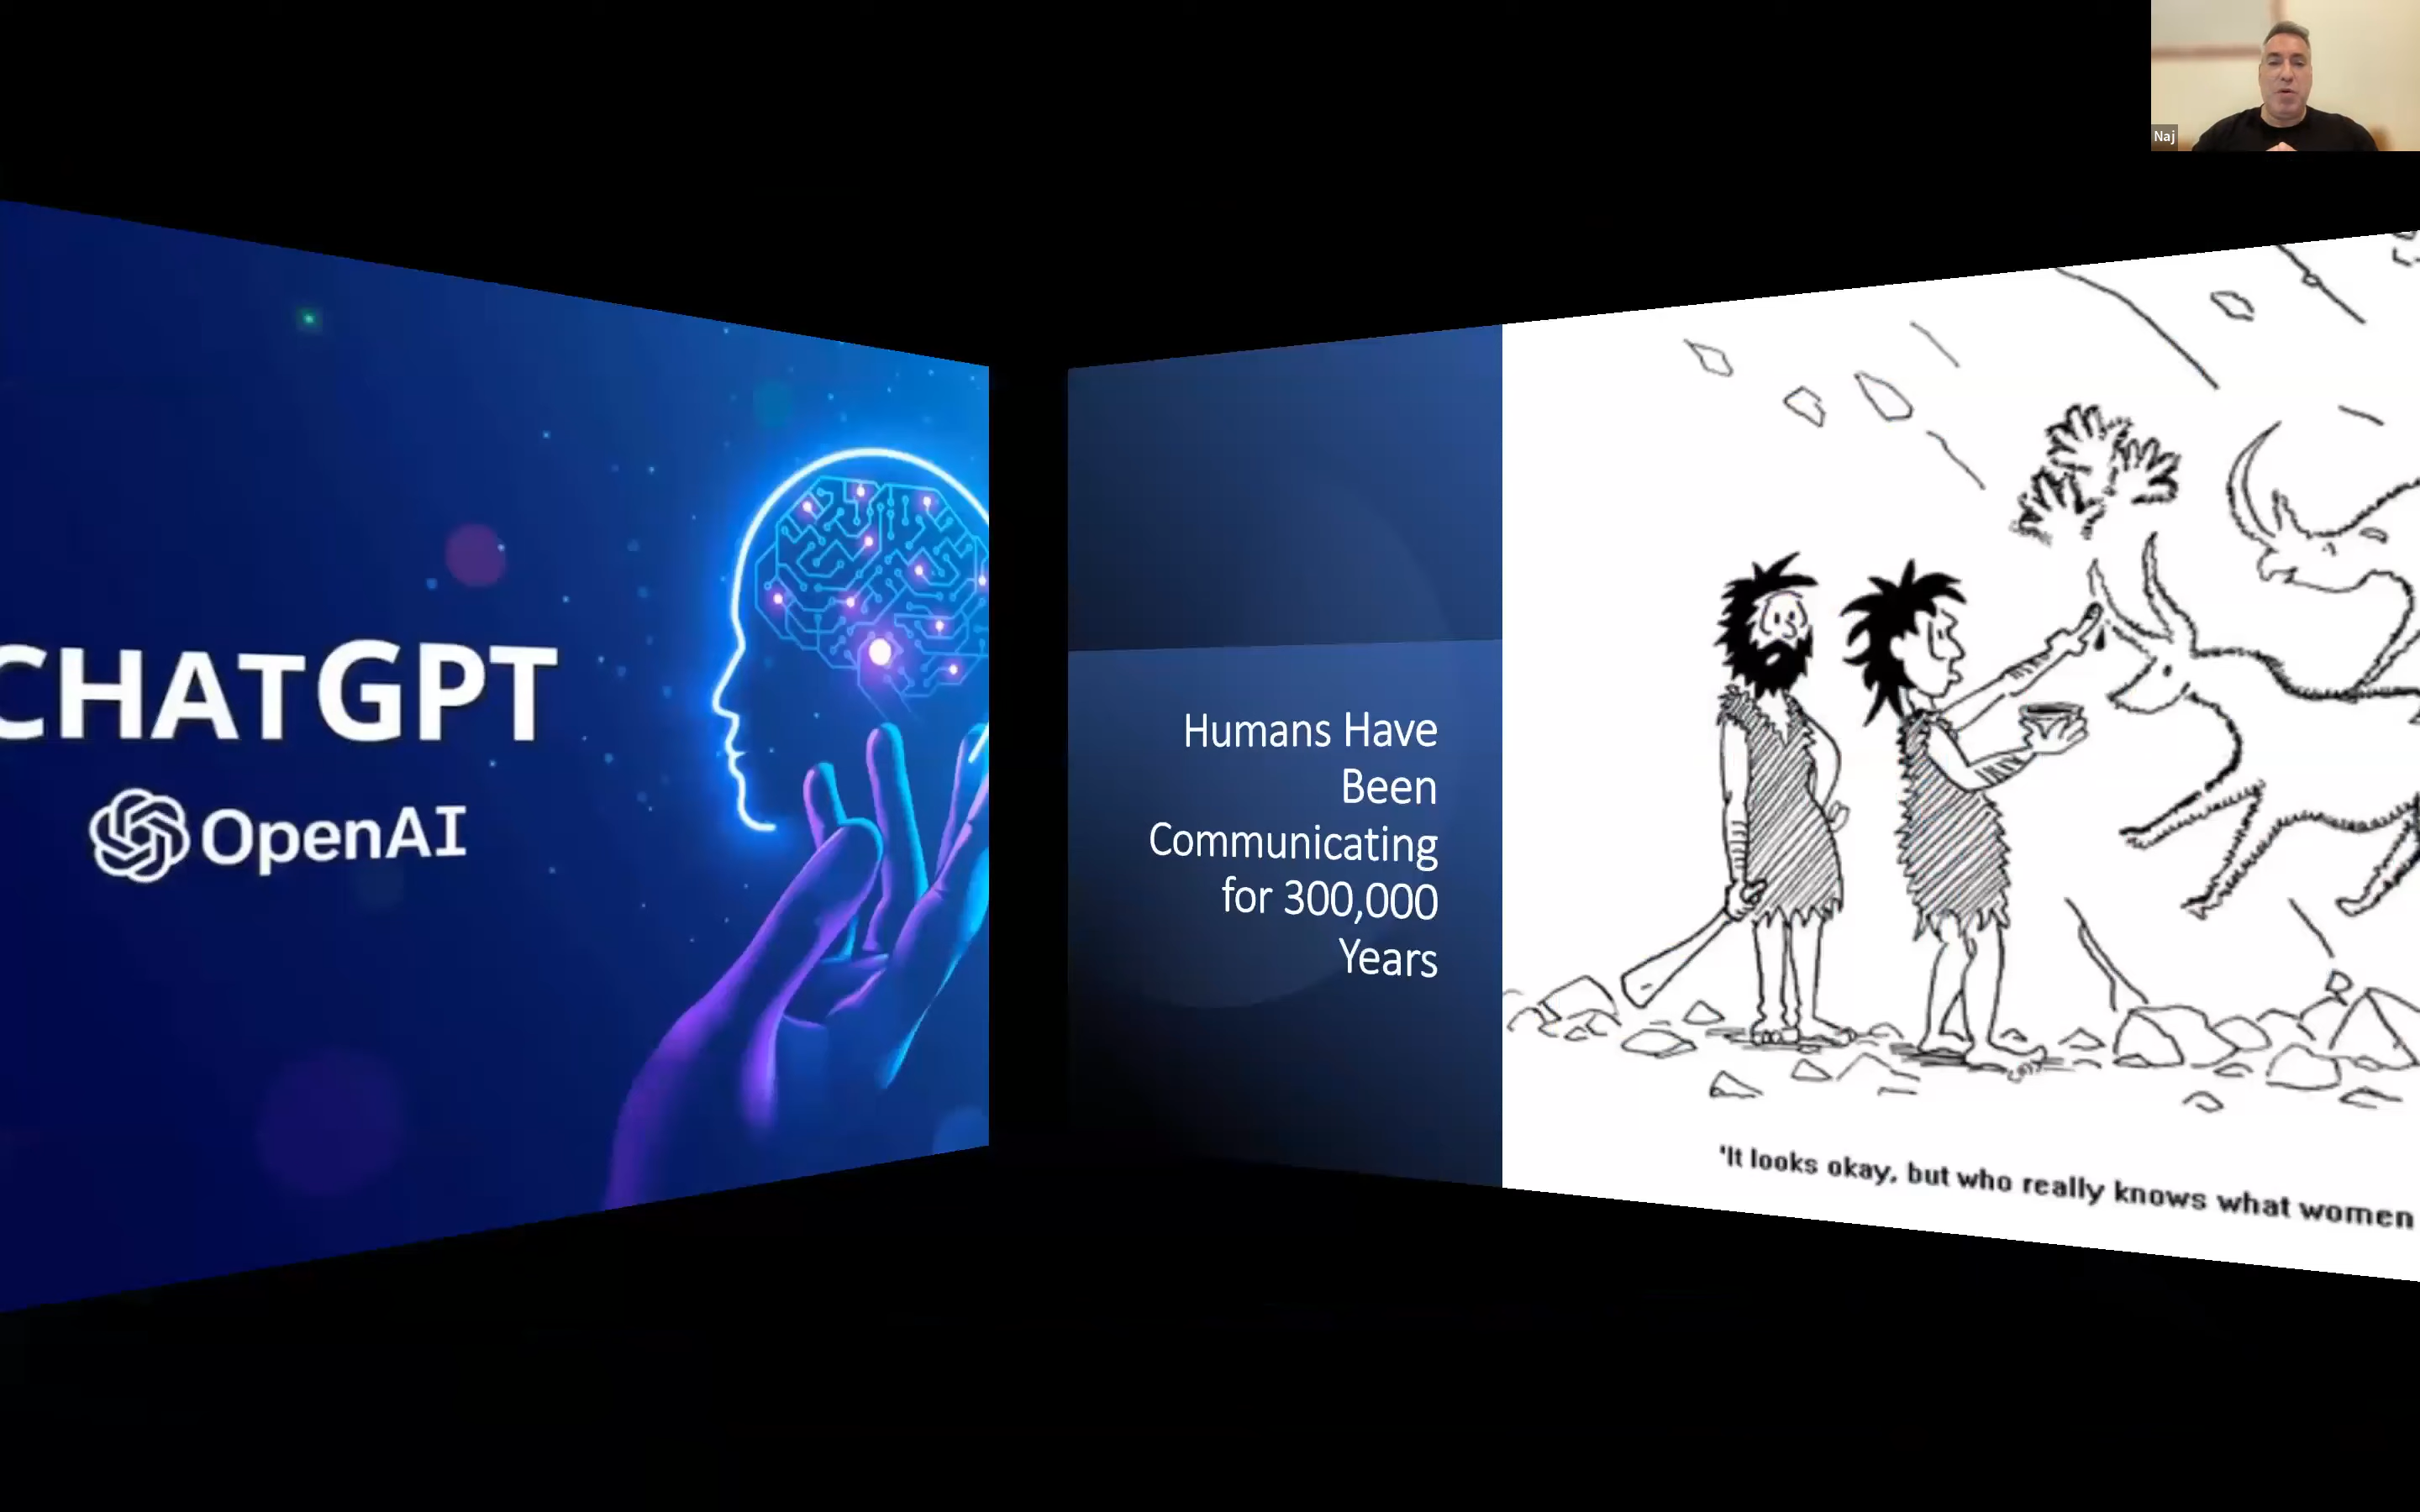 Naj
CHATGPT
OpenAI
Humans Have
Been
Communicating
for 300,000
Years
'It looks okay, but who really knows what women